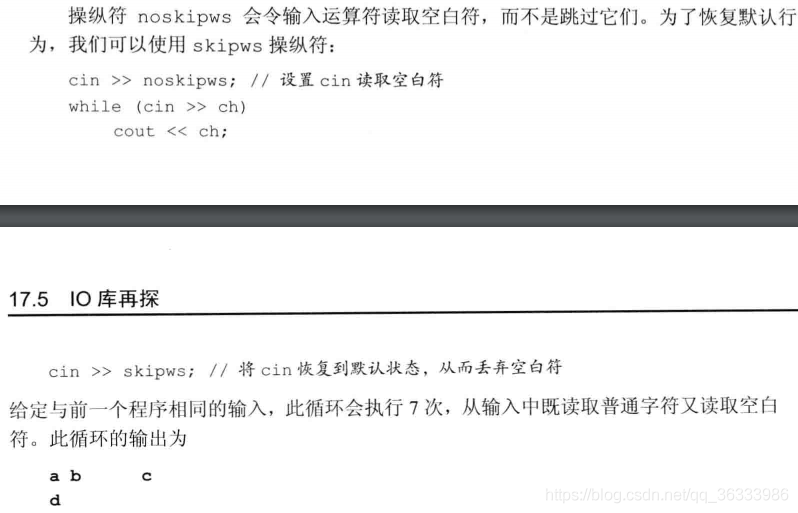 操纵符 noskipws 会令输入运算符读取空白符，而不是跳过它们。为了恢复默认行
为，我们可以使用 skipws 操纵符：
cin >> noskipws; // 设置 cin 读取空白符
while (cin >> ch)
cout << ch;
17.5 IO 库再探
cin >> skipws; // 将 cin 恢复到默认状态，从而丢弃空白符
给定与前一个程序相同的输入，此循环会执行 7 次，从输入中既读取普通字符又读取空白
符。此循环的输出为
a b c
d
https://blog.csdn.net/qq_36333986